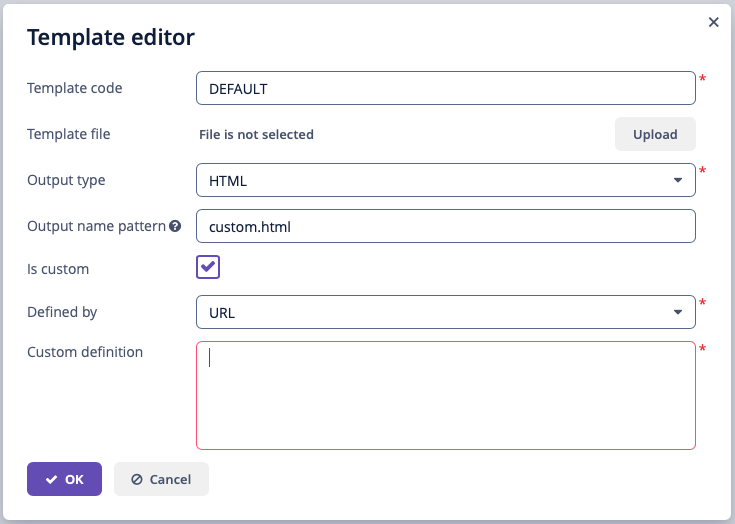 Template editor
Template code DEFAULT *
Template file File is not selected Upload
Output type HTML *
Output name pattern ? custom.html
Is custom
Defined by URL *
Custom definition *
OK Cancel